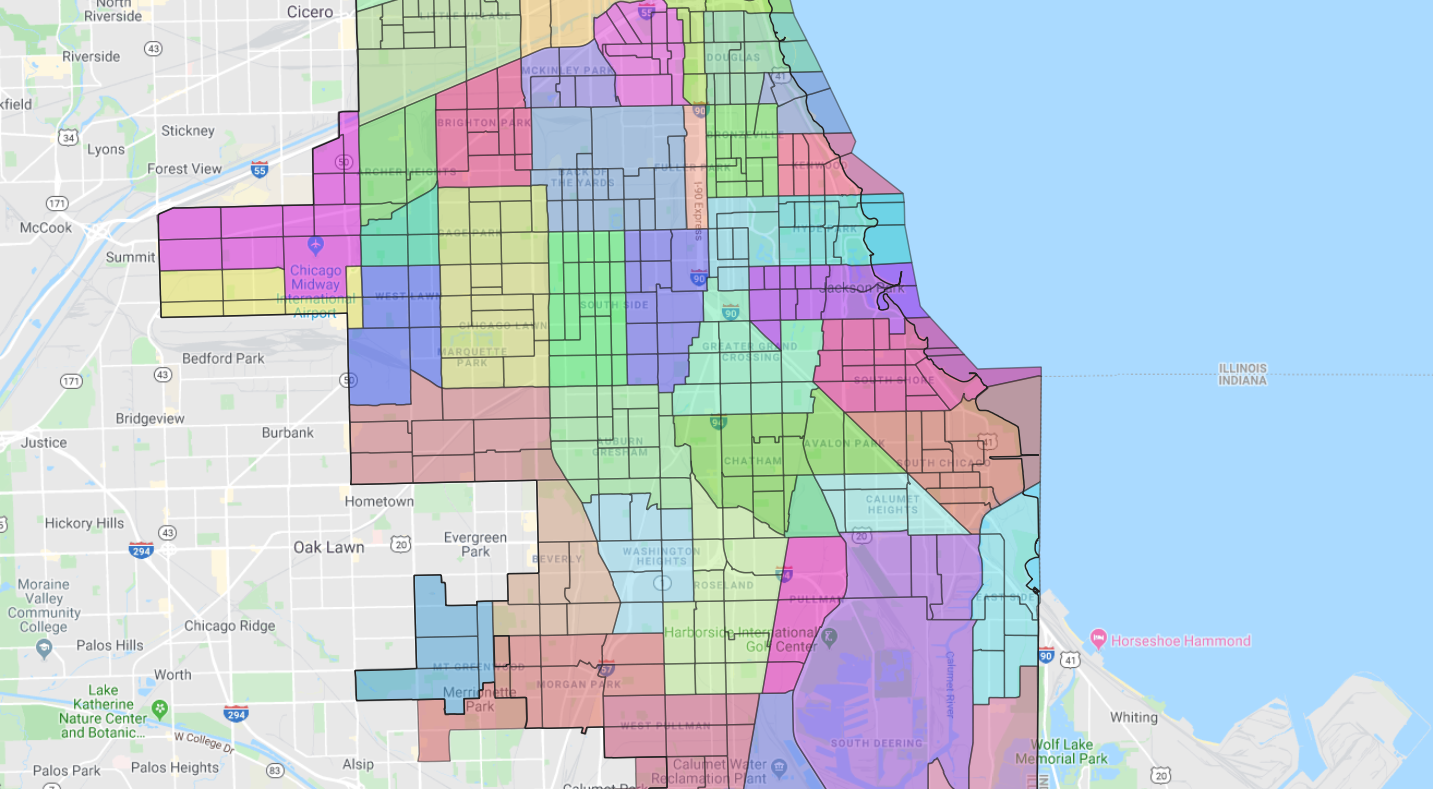 North
Riverside
Cicero
LITTLE VILLAGE
55
43
Riverside
MCKINLEY PARK
DOUGLAS
41
kfield
90
Stickney
BRIGHTON PARK
BRONZEVILLE
34
Lyons
50
Forest View
55
ARCHER HEIGHTS
FULLER PARK
KENWOOD
BACK OF
THE YARDS
171
McCook
I-90 Express
GAGE PARK
HYDE PARK
Summit
Chicago
Midway
International
Airport
90
Jackson Park
WEST LAWN
SOUTH SIDE
90
CHICAGO LAWN
MARQUETTE
PARK
GREATER GRAND
CROSSING
Bedford Park
43
171
50
SOUTH SHORE
ILLINOIS
INDIANA
Bridgeview
94
Justice
Burbank
AUBURN
GRESHAM
AVALON PARK
41
CHATHAM
SOUTH CHICAGO
Hometown
CALUMET
HEIGHTS
Hickory Hills
43
294
Oak Lawn
20
Evergreen
Park
20
BEVERLY
WASHINGTON
HEIGHTS
1
ROSELAND
94
Moraine
Valley
Community
College
PULLMAN
EAST SIDE
Chicago Ridge
Palos Hills
Harborside International
Golf Center
Horseshoe Hammond
90
41
Worth
MT GREENWOOD
57
MORGAN PARK
Merrionette
Park
Lake
Katherine
Nature Center
and Botanic...
294
Calumet River
WEST PULLMAN
Whiting
W College Dr
SOUTH DEERING
Wolf Lake
Memorial Park
Palos Park
Palos Heights
83
Alsip
Calumet Water
Reclamation Plant
20
Calumet Park